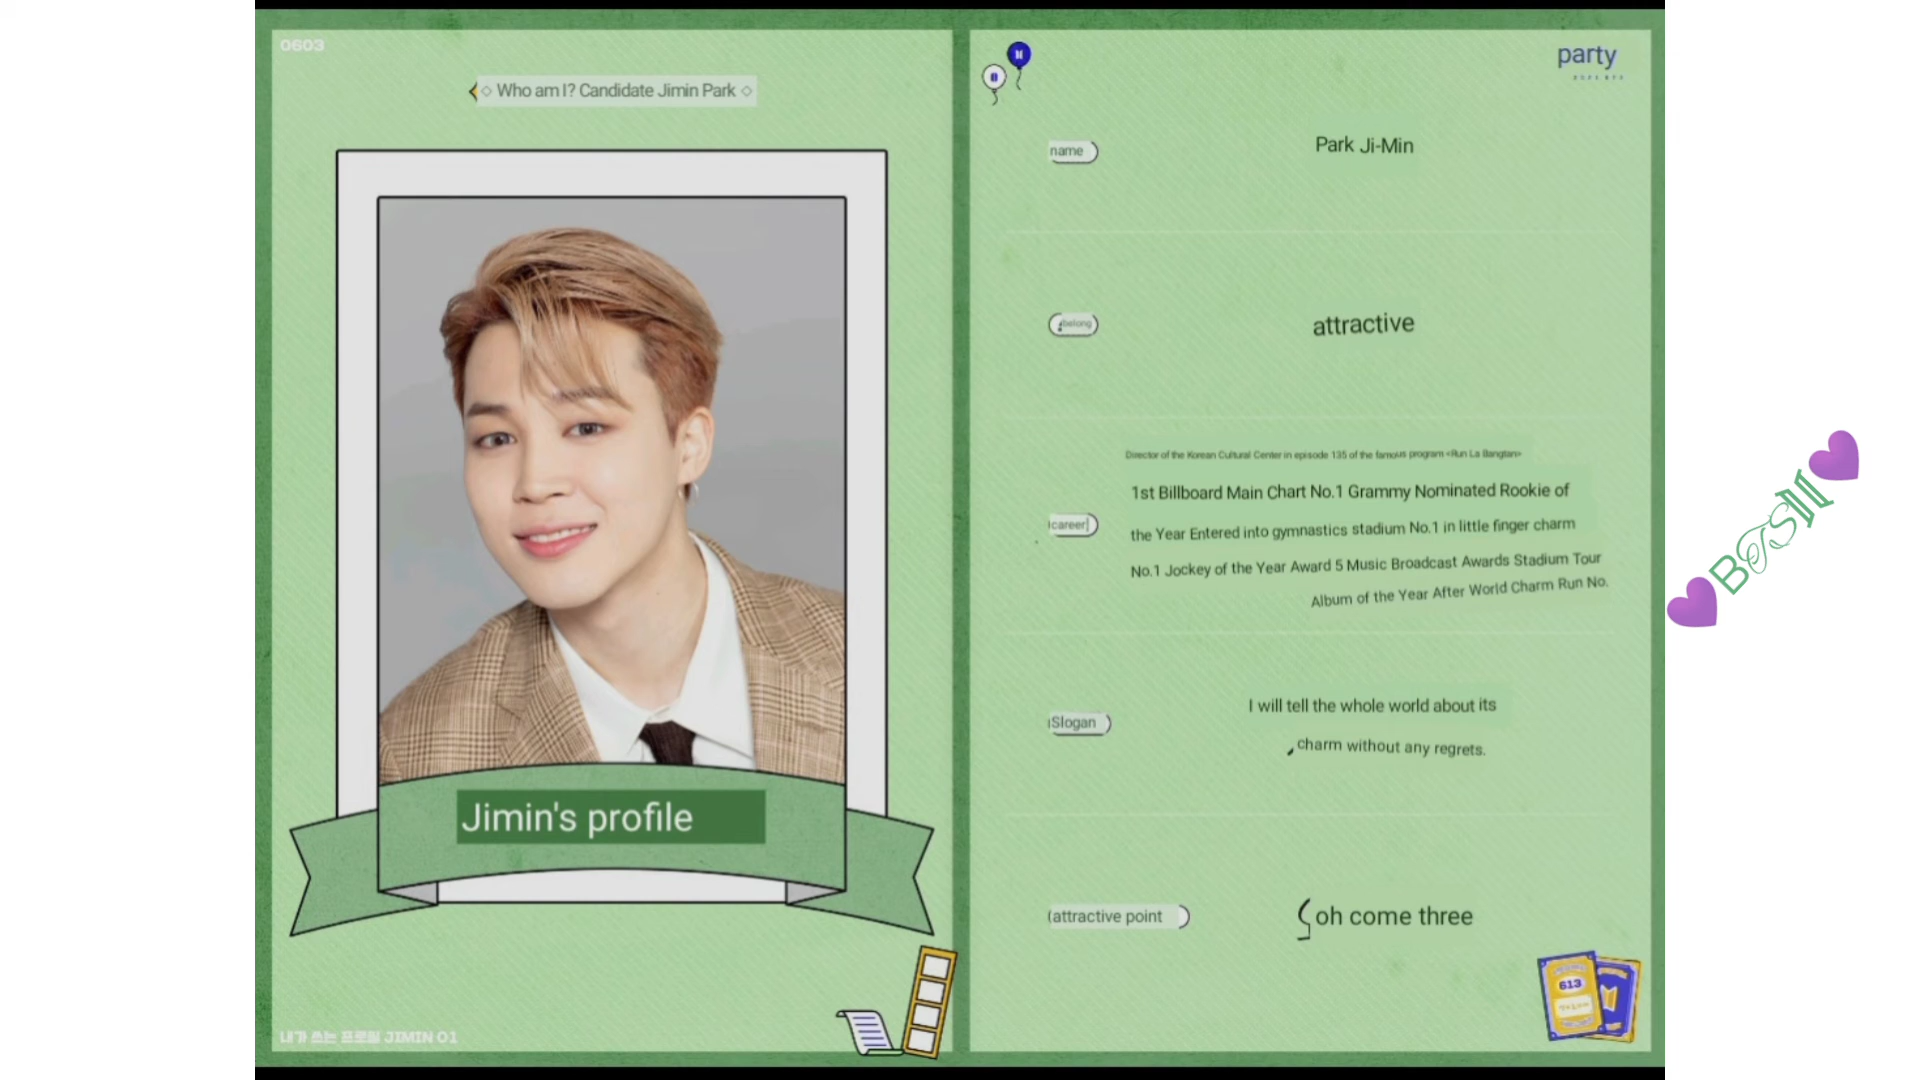 0603
Who am I? Candidate Jimin Park
Jimin's profile
내가 쓰는 프로필 JIMIN 01
party
name
Park Ji-Min
belong
attractive
career
Director of the Korean Cultural Center in episode 135 of the famous program <Run La Bangtan>
1st Billboard Main Chart No.1 Grammy Nominated Rookie of
the Year Entered into gymnastics stadium No.1 in little finger charm
No.1 Jockey of the Year Award 5 Music Broadcast Awards Stadium Tour
Album of the Year After World Charm Run No.
Slogan
I will tell the whole world about its
charm without any regrets.
(attractive point
oh come three
613
BTS